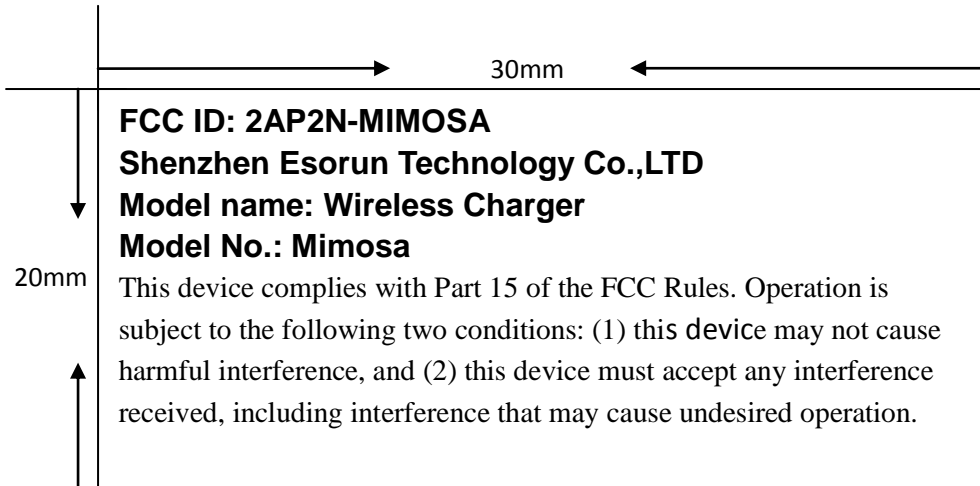 30mm
FCC ID: 2AP2N-MIMOSA
Shenzhen Esorun Technology Co.,LTD
Model name: Wireless Charger
Model No.: Mimosa
20mm
This device complies with Part 15 of the FCC Rules. Operation is
subject to the following two conditions: (1) this device may not cause
harmful interference, and (2) this device must accept any interference
received, including interference that may cause undesired operation.